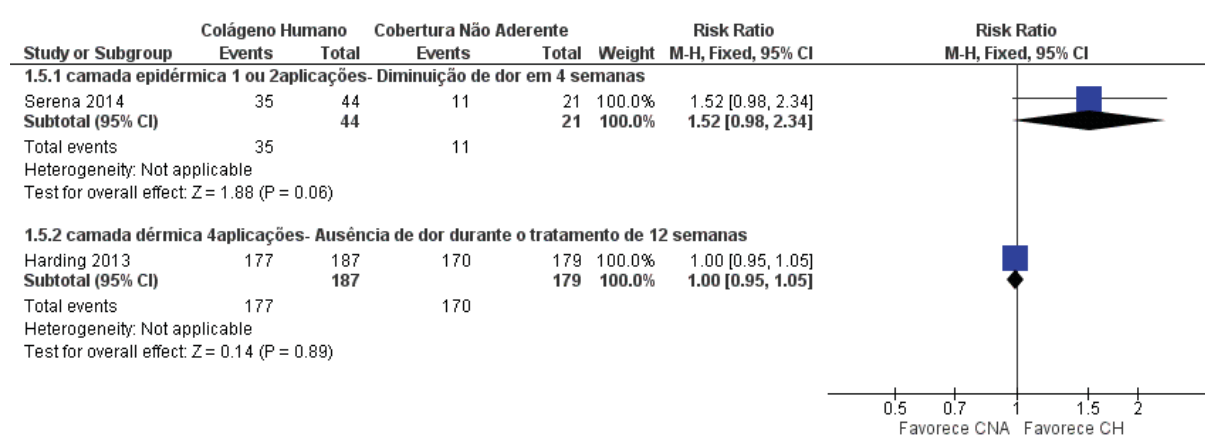 Colágeno Humano Cobertura Não Aderente Risk Ratio Risk Ratio
Study or Subgroup Events Total Events Total Weight M-H, Fixed, 95% CI M-H, Fixed, 95% CI
1.5.1 camada epidérmica 1 ou 2aplicações- Diminuição de dor em 4 semanas
Serena 2014 35 44 11 21 100.0% 1.52 [0.98, 2.34]
Subtotal (95% CI) 44 21 100.0% 1.52 [0.98, 2.34]
Total events 35 11
Heterogeneity: Not applicable
Test for overall effect: Z = 1.88 (P = 0.06)
1.5.2 camada dérmica 4aplicações- Ausência de dor durante o tratamento de 12 semanas
Harding 2013 177 187 170 179 100.0% 1.00 [0.95, 1.05]
Subtotal (95% CI) 187 179 100.0% 1.00 [0.95, 1.05]
Total events 177 170
Heterogeneity: Not applicable
Test for overall effect: Z = 0.14 (P = 0.89)
0.5 0.7 1 1.5 2
Favorece CNA Favorece CH